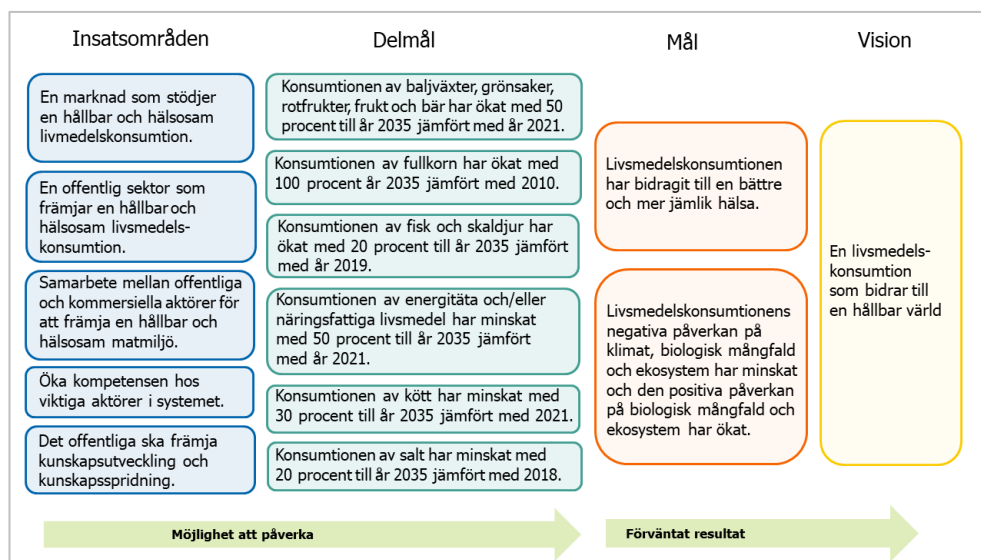 Insatsområden
En marknad som stödjer
en hållbar och hälsosam
livmedelskonsumtion.
En offentlig sektor som
främjar en hållbar och
hälsosam livsmedels-
konsumtion.
Samarbete mellan offentliga
och kommersiella aktörer för
att främja en hållbar och
hälsosam matmiljö.
Öka kompetensen hos
viktiga aktörer i systemet.
Det offentliga ska främja
kunskapsutveckling och
kunskapsspridning.
Delmål
Konsumtionen av baljväxter, grönsaker,
rotfrukter, frukt och bär har ökat med 50
procent till år 2035 jämfört med år 2021.
Konsumtionen av fullkorn har ökat med
100 procent år 2035 jämfört med 2010.
Konsumtionen av fisk och skaldjur har
ökat med 20 procent till år 2035 jämfört
med år 2019.
Konsumtionen av energitäta och/eller
näringsfattiga livsmedel har minskat
med 50 procent till år 2035 jämfört
med år 2021.
Konsumtionen av kött har minskat med
30 procent till år 2035 jämfört med 2021.
Konsumtionen av salt har minskat med
20 procent till år 2035 jämfört med 2018.
Mål
Livsmedelskonsumtionen
har bidragit till en bättre
och mer jämlik hälsa.
Livsmedelskonsumtionens
negativa påverkan på
klimat, biologisk mångfald
och ekosystem har minskat
och den positiva påverkan
på biologisk mångfald och
ekosystem har ökat.
Vision
En livsmedels-
konsumtion
som bidrar till
en hållbar värld
Möjlighet att påverka
Förväntat resultat